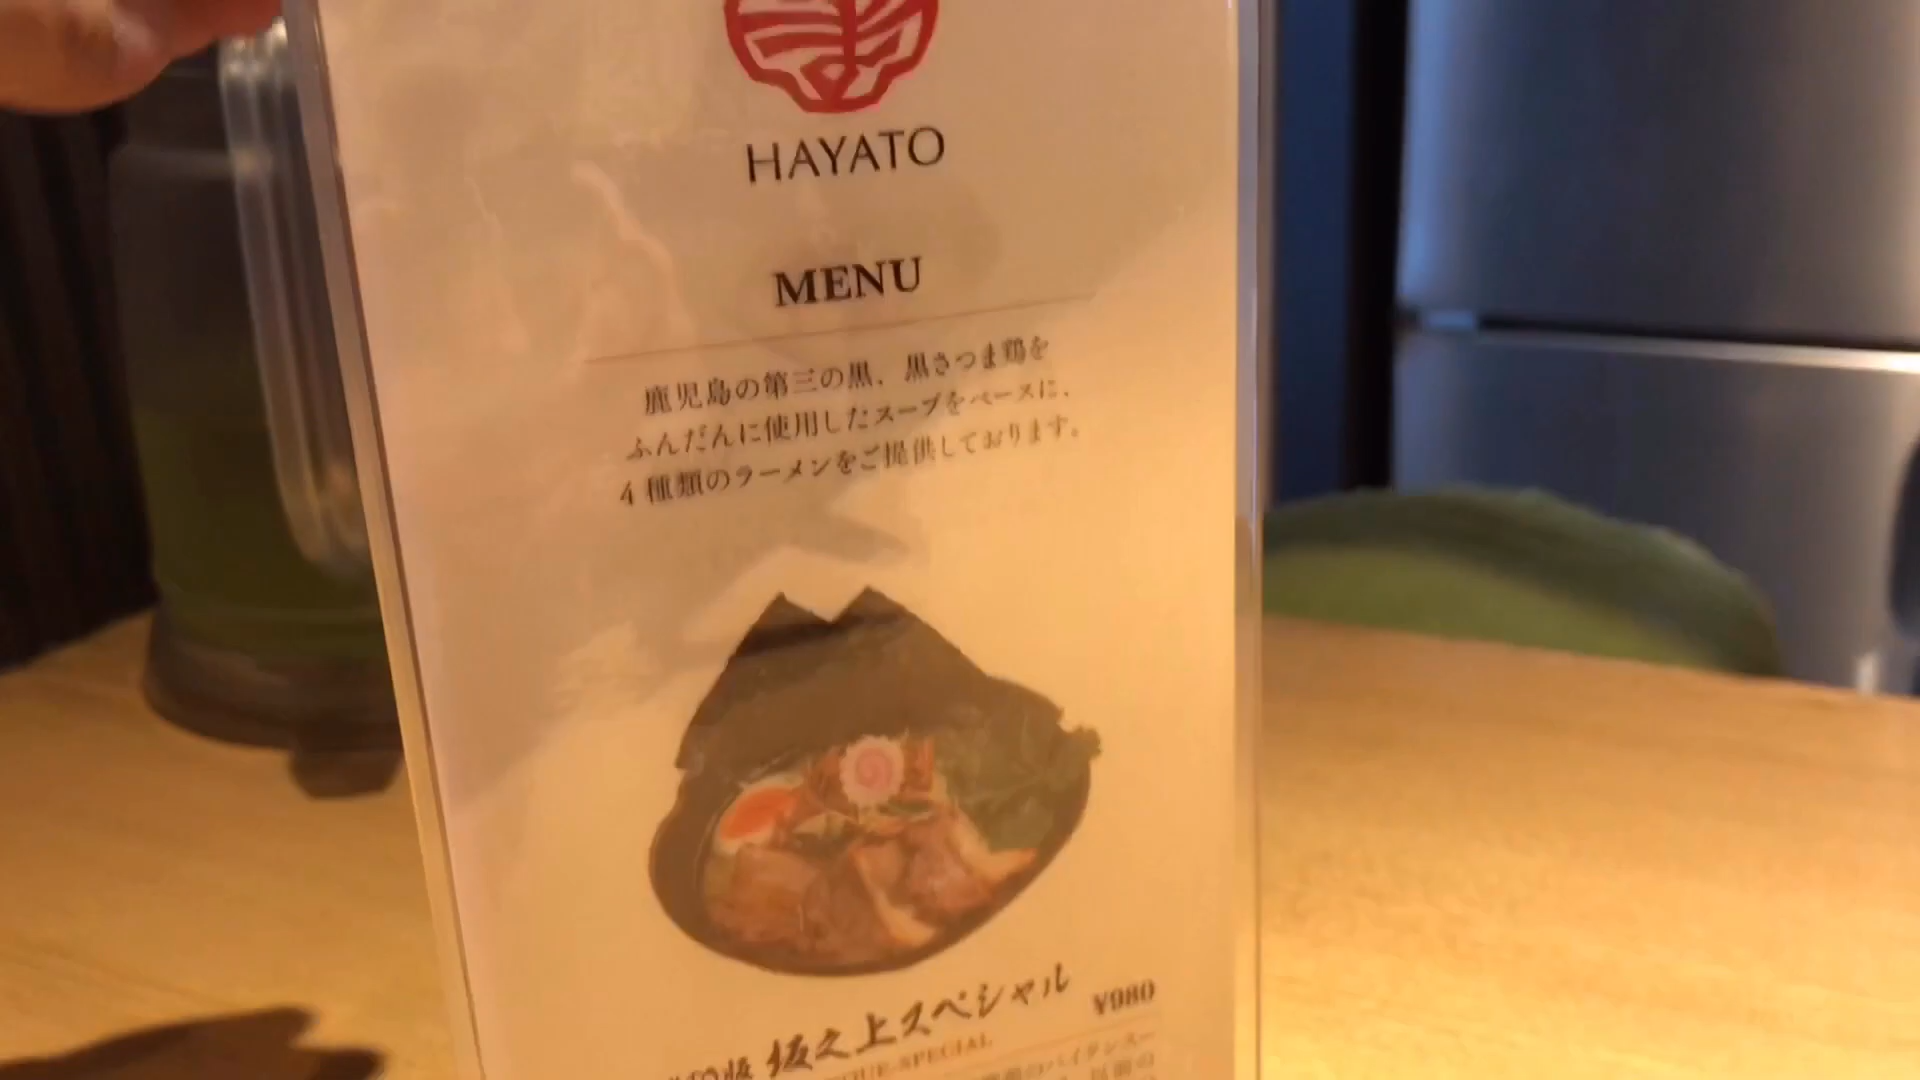 HAYATO
MENU
鹿児島の第三の黒、黒さつま鶏を
ふんだんに使用したスープをベースに、
4種類のラーメンをご提供しております。
坂之上スペシャル ¥980